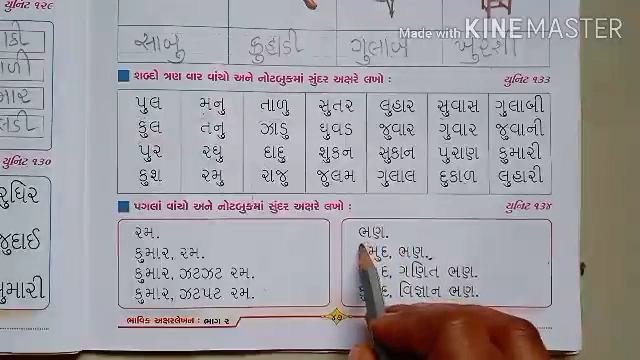 યુનિટ ૧૨૯
Made with KINEMASTER
સાબુ કુહાડી ગુલાબ ખુરશી
યુનિટ ૧૩૦
શબ્દો ત્રણ વાર વાંચો અને નોટબુકમાં સુંદર અક્ષરે લખો : યુનિટ ૧૩૩
પુલ મનુ તાળુ સુતર લુહાર સુવાસ ગુલાબી
કુલ તનુ ઝાડુ ઘુવડ જુવાર ગુવાર જુવાની
પુર રઘુ દાદુ શુકન સુકાન પુરાણ કુમારી
કુશ રમુ રાજુ જુલમ ગુલાલ દુકાળ લુહારી
પગલાં વાંચો અને નોટબુકમાં સુંદર અક્ષરે લખો : યુનિટ ૧૩૪
રમ.
કુમાર, રમ.
કુમાર, ઝટઝટ રમ.
કુમાર, ઝટપટ રમ.
ભણ.
ભણ.
ગણિત ભણ.
વિજ્ઞાન ભણ.
ભાવિક અક્ષરલેખન : ભાગ ૨